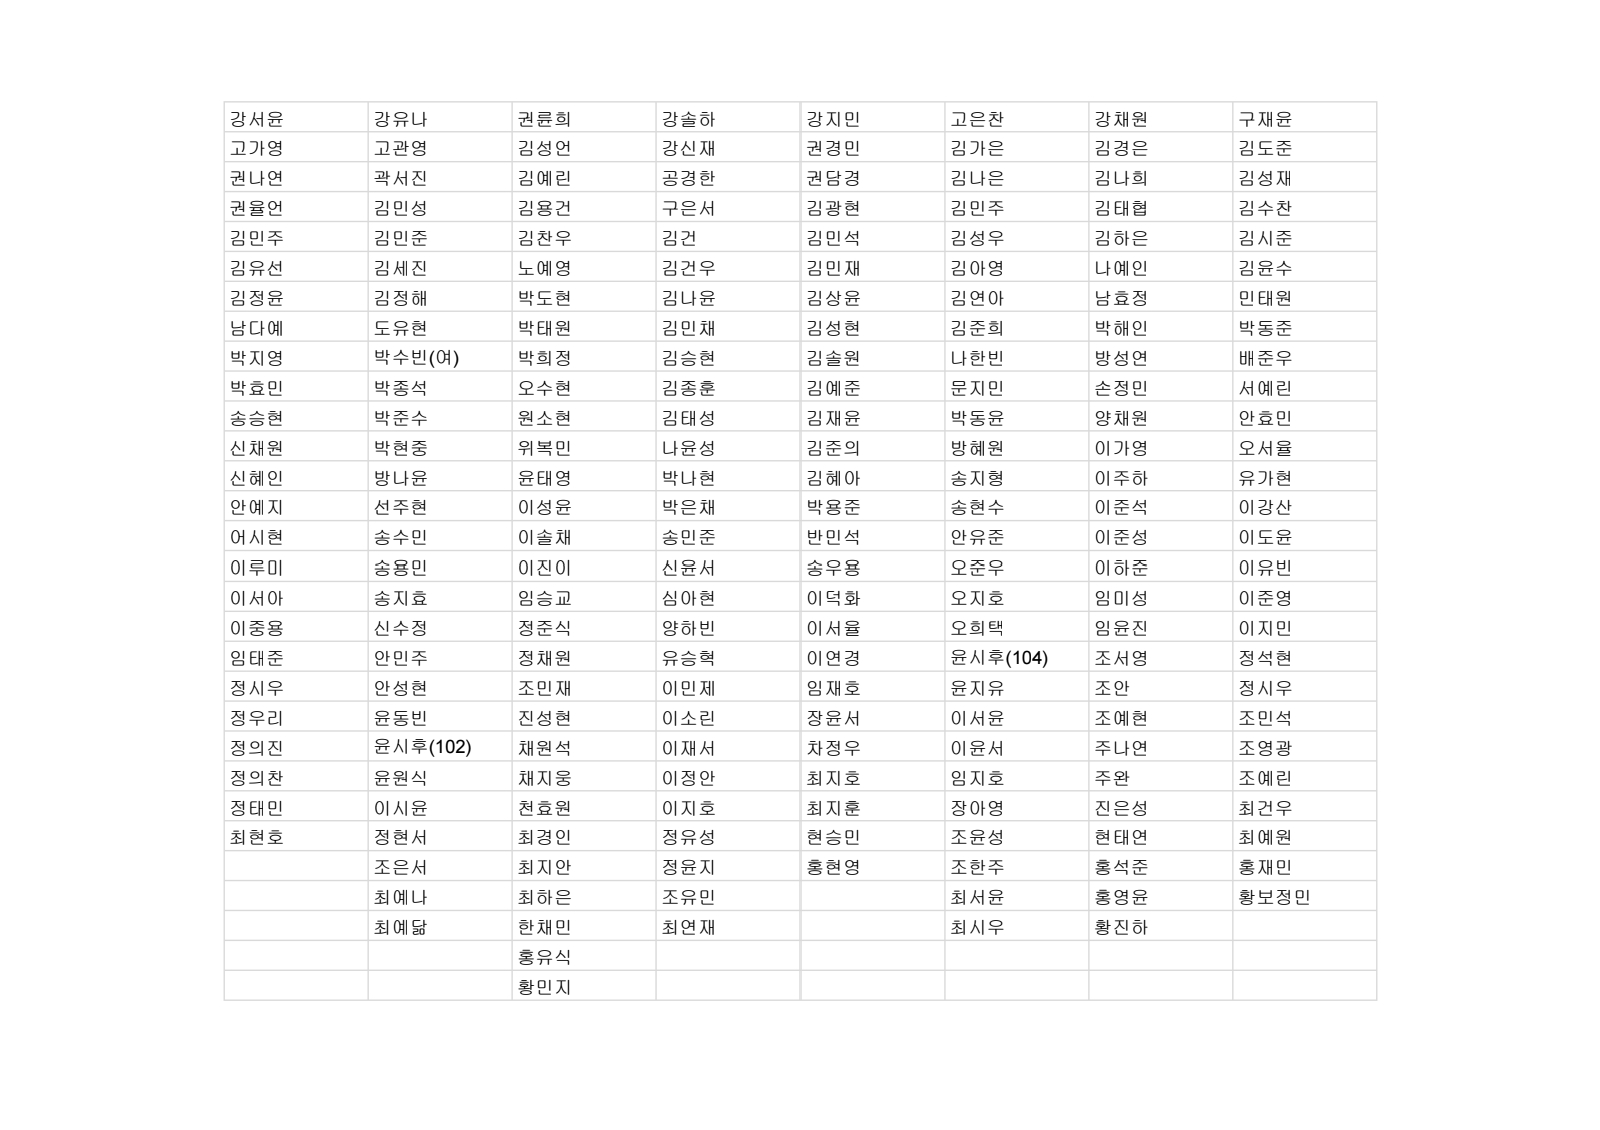 강서윤 강유나 권륜희 강솔하 강지민 고은찬 강채원 구재윤
고가영 고관영 김성언 강신재 권경민 김가은 김경은 김도준
권나연 곽서진 김예린 공경한 권담경 김나은 김나희 김성재
권율언 김민성 김용건 구은서 김광현 김민주 김태협 김수찬
김민주 김민준 김찬우 김건 김민석 김성우 김하은 김시준
김유선 김세진 노예영 김건우 김민재 김아영 나예인 김윤수
김정윤 김정해 박도현 김나윤 김상윤 김연아 남효정 민태원
남다예 도유현 박태원 김민채 김성현 김준희 박해인 박동준
박지영 박수빈(여) 박희정 김승현 김솔원 나한빈 방성연 배준우
박효민 박종석 오수현 김종훈 김예준 문지민 손정민 서예린
송승현 박준수 원소현 김태성 김재윤 박동윤 양채원 안효민
신채원 박현중 위복민 나윤성 김준의 방혜원 이가영 오서율
신혜인 방나윤 윤태영 박나현 김혜아 송지형 이주하 유가현
안예지 선주현 이성윤 박은채 박용준 송현수 이준석 이강산
어시현 송수민 이솔채 송민준 반민석 안유준 이준성 이도윤
이루미 송용민 이진이 신윤서 송우용 오준우 이하준 이유빈
이서아 송지효 임승교 심아현 이덕화 오지호 임미성 이준영
이중용 신수정 정준식 양하빈 이서율 오희택 임윤진 이지민
임태준 안민주 정채원 유승혁 이연경 윤시후(104) 조서영 정석현
정시우 안성현 조민재 이민제 임재호 윤지유 조안 정시우
정우리 윤동빈 진성현 이소린 장윤서 이서윤 조예현 조민석
정의진 윤시후(102) 채원석 이재서 차정우 이윤서 주나연 조영광
정의찬 윤원식 채지웅 이정안 최지호 임지호 주완 조예린
정태민 이시윤 천효원 이지호 최지훈 장아영 진은성 최건우
최현호 정현서 최경인 정유성 현승민 조윤성 현태연 최예원
조은서 최지안 정윤지 홍현영 조한주 홍석준 홍재민
최예나 최하은 조유민 최서윤 홍영윤 황보정민
최예닮 한채민 최연재 최시우 황진하
홍유식
황민지